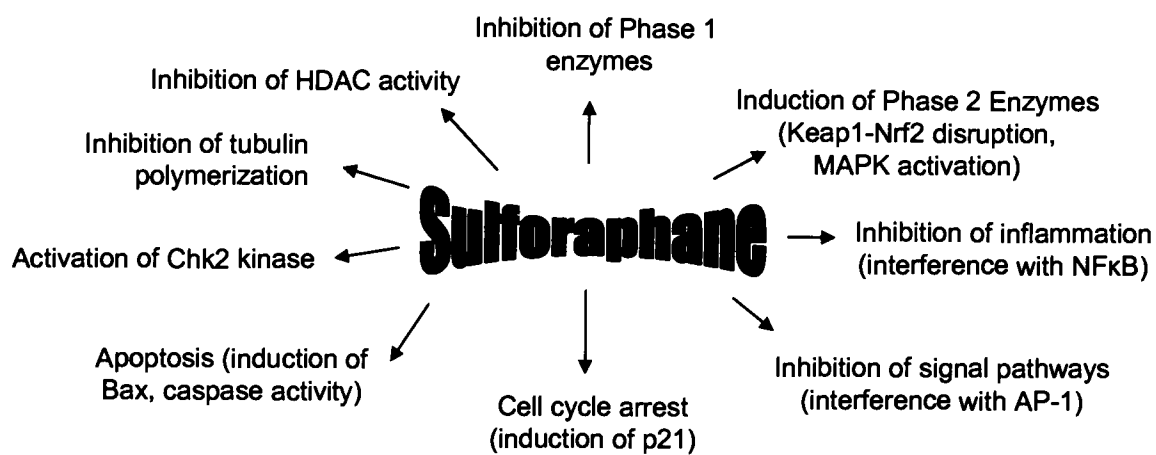 Inhibition of Phase 1
enzymes
Inhibition of HDAC activity
Induction of Phase 2 Enzymes
(Keap1-Nrf2 disruption,
MAPK activation)
Inhibition of tubulin
polymerization
Sulforaphane
Activation of Chk2 kinase
Inhibition of inflammation
(interference with NFκB)
Apoptosis (induction of
Bax, caspase activity)
Inhibition of signal pathways
(interference with AP-1)
Cell cycle arrest
(induction of p21)